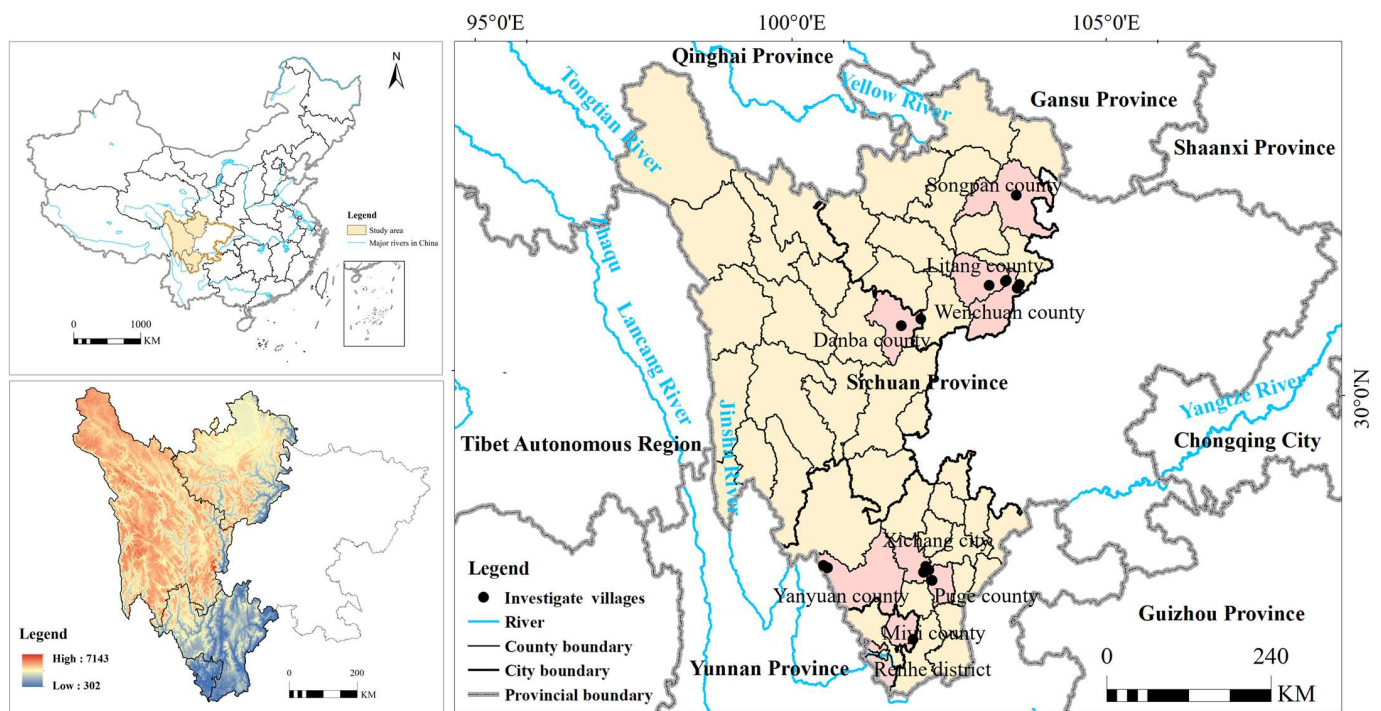 N
Legend
Study area
Major rivers in China
0 1000
KM
Legend
High : 7143
Low : 302
0 200
KM
95°0'E 100°0'E 105°0'E
Qinghai Province
Tongtian River
Yellow River
Gansu Province
Shaanxi Province
Songpan county
Zhaqu
Litang county
Wenchuan county
Danba county
Lancang River
Sichuan Province
Yangtze River
30°0'N
Jinsha River
Tibet Autonomous Region
Chongqing City
Xichang city
Legend
Investigate villages
River
County boundary
City boundary
Provincial boundary
Yanyuan county
Puge county
Miyi county
Renhe district
Yunnan Province
Guizhou Province
0 240
KM